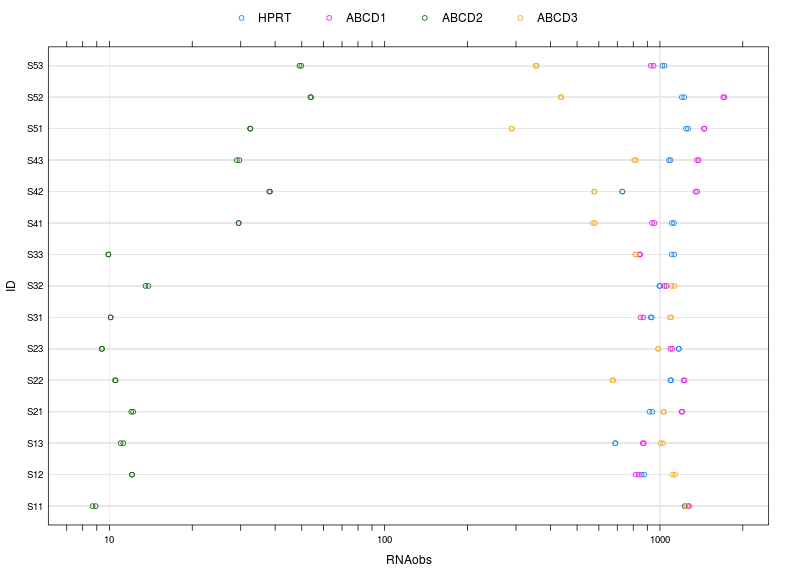 HPRT ABCD1 ABCD2 ABCD3
S53
S52
S51
S43
S42
S41
S33
S32
S31
S23
S22
S21
S13
S12
S11
ID
10 100 1000
RNAobs